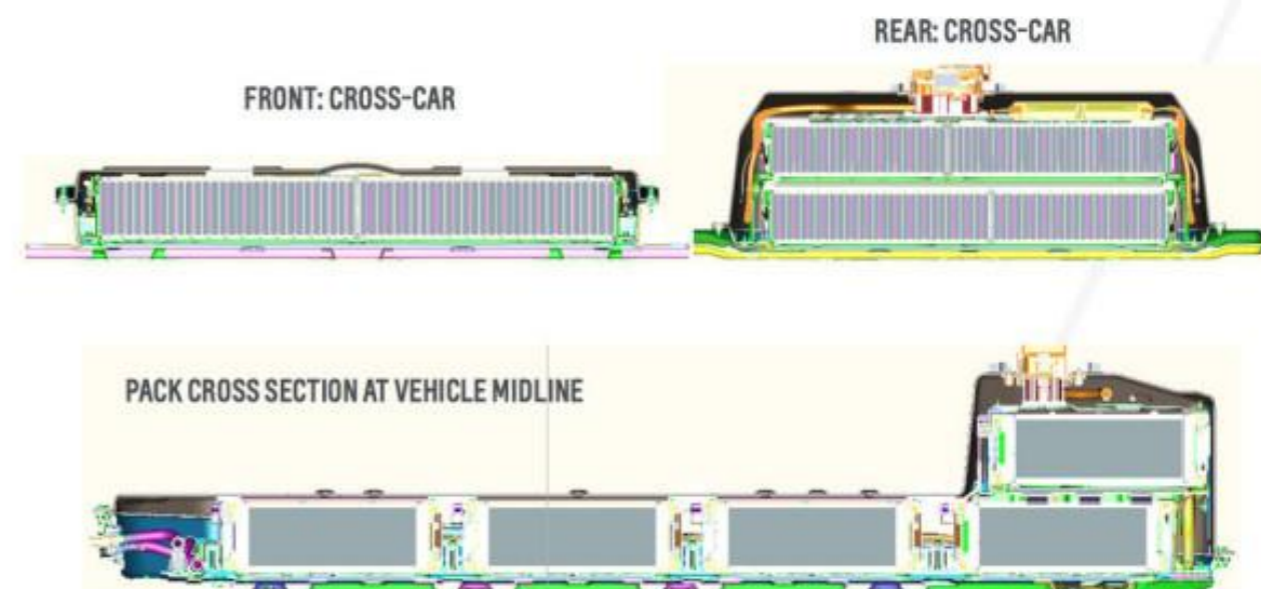 REAR: CROSS-CAR
FRONT: CROSS-CAR
PACK CROSS SECTION AT VEHICLE MIDLINE